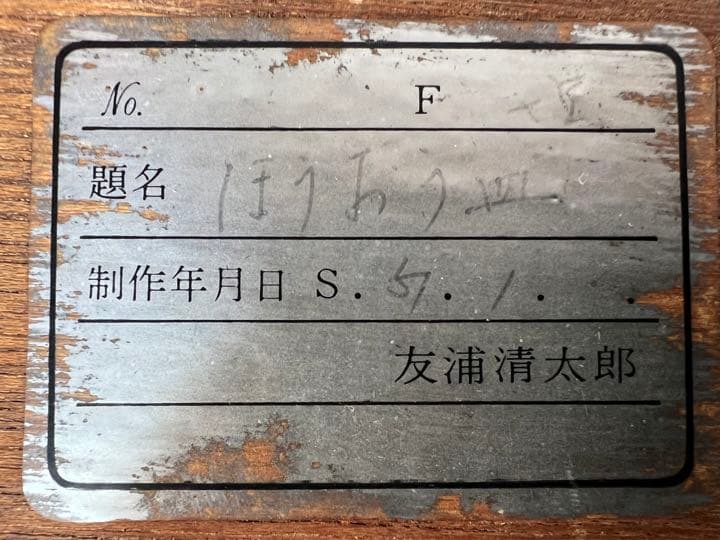 No. F
題名 ほうおう皿
制作年月日 S. 57. 1. .
友浦清太郎